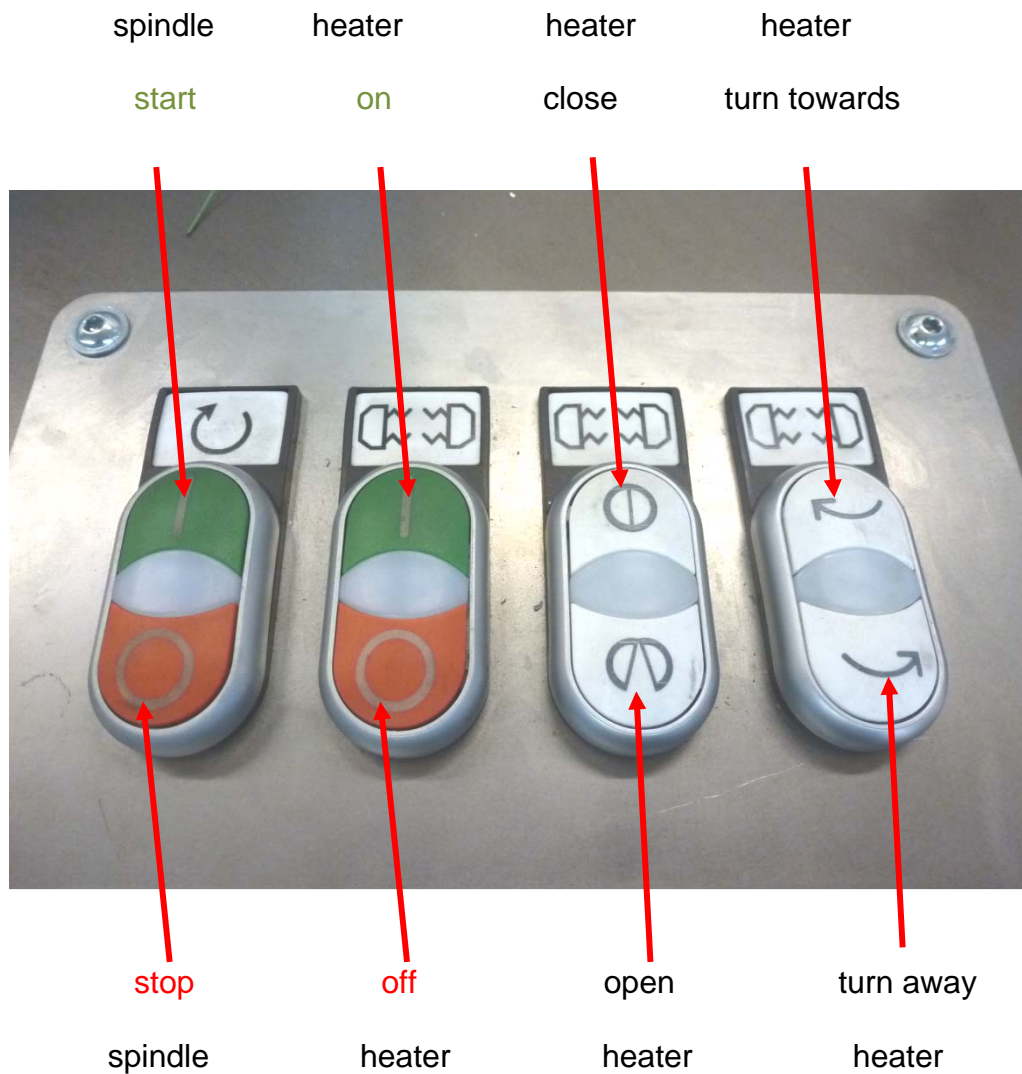 spindle heater heater heater
start on close turn towards
stop off open turn away
spindle heater heater heater